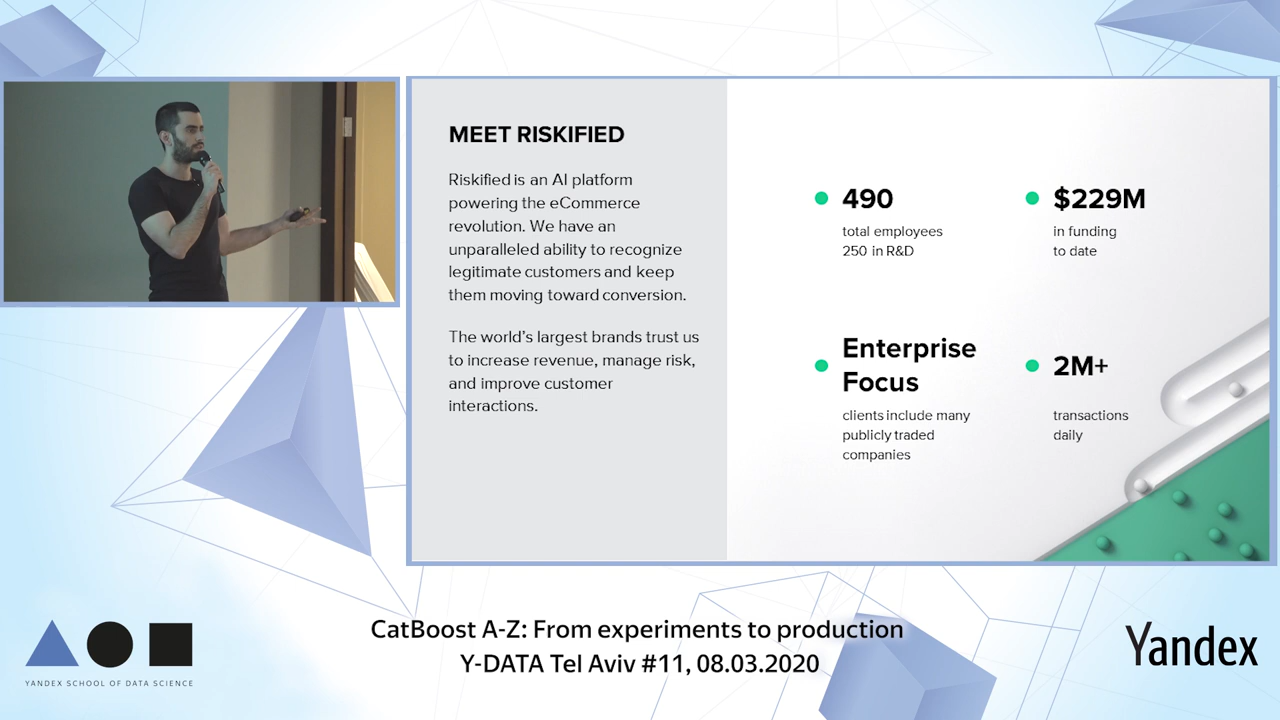 MEET RISKIFIED
Riskified is an AI platform
powering the eCommerce
revolution. We have an
unparalleled ability to recognize
legitimate customers and keep
them moving toward conversion.
The world's largest brands trust us
to increase revenue, manage risk,
and improve customer
interactions.
490
total employees
250 in R&D
$229M
in funding
to date
Enterprise
Focus
clients include many
publicly traded
companies
2M+
transactions
daily
CatBoost A-Z: From experiments to production
Y-DATA Tel Aviv #11, 08.03.2020
YANDEX SCHOOL OF DATA SCIENCE
Yandex